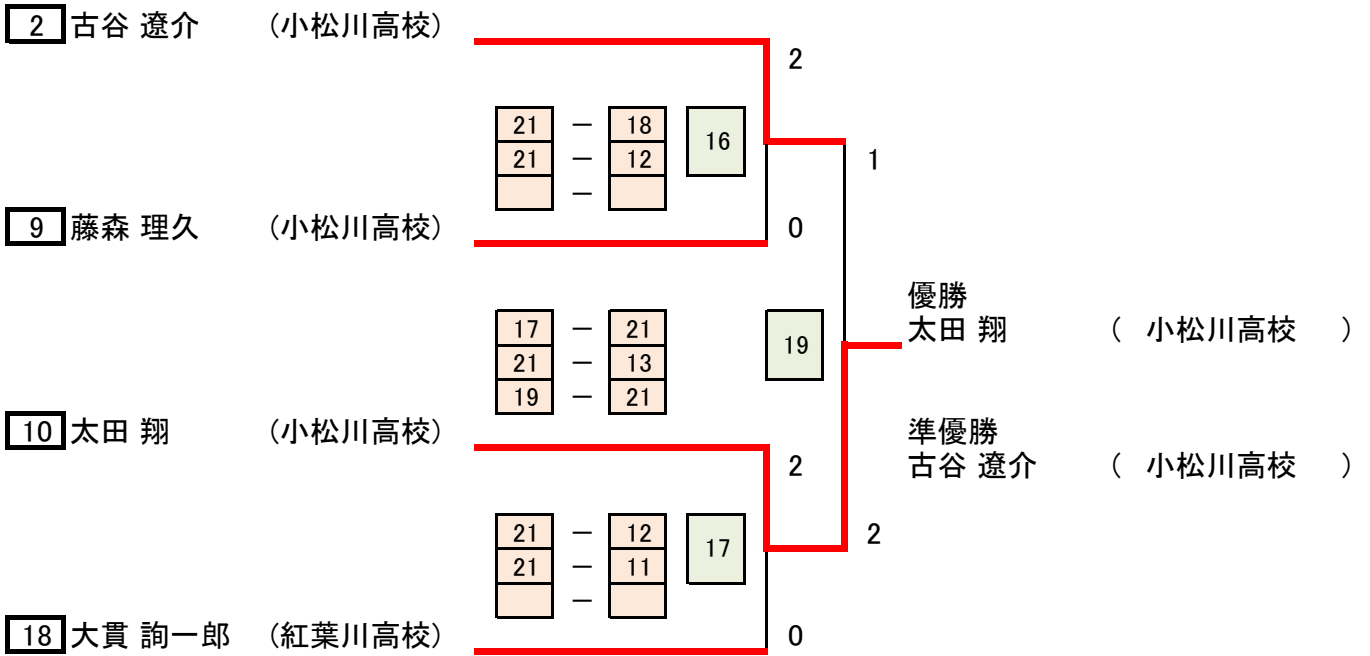 2 古谷 遼介 (小松川高校)
2
21 － 18 16
21 － 12
－
1
9 藤森 理久 (小松川高校) 0
優勝
17 － 21 19 太田 翔 ( 小松川高校 )
21 － 13
19 － 21
10 太田 翔 (小松川高校) 準優勝
2 古谷 遼介 ( 小松川高校 )
21 － 12 17 2
21 － 11
－
18 大貫 詢一郎 (紅葉川高校) 0